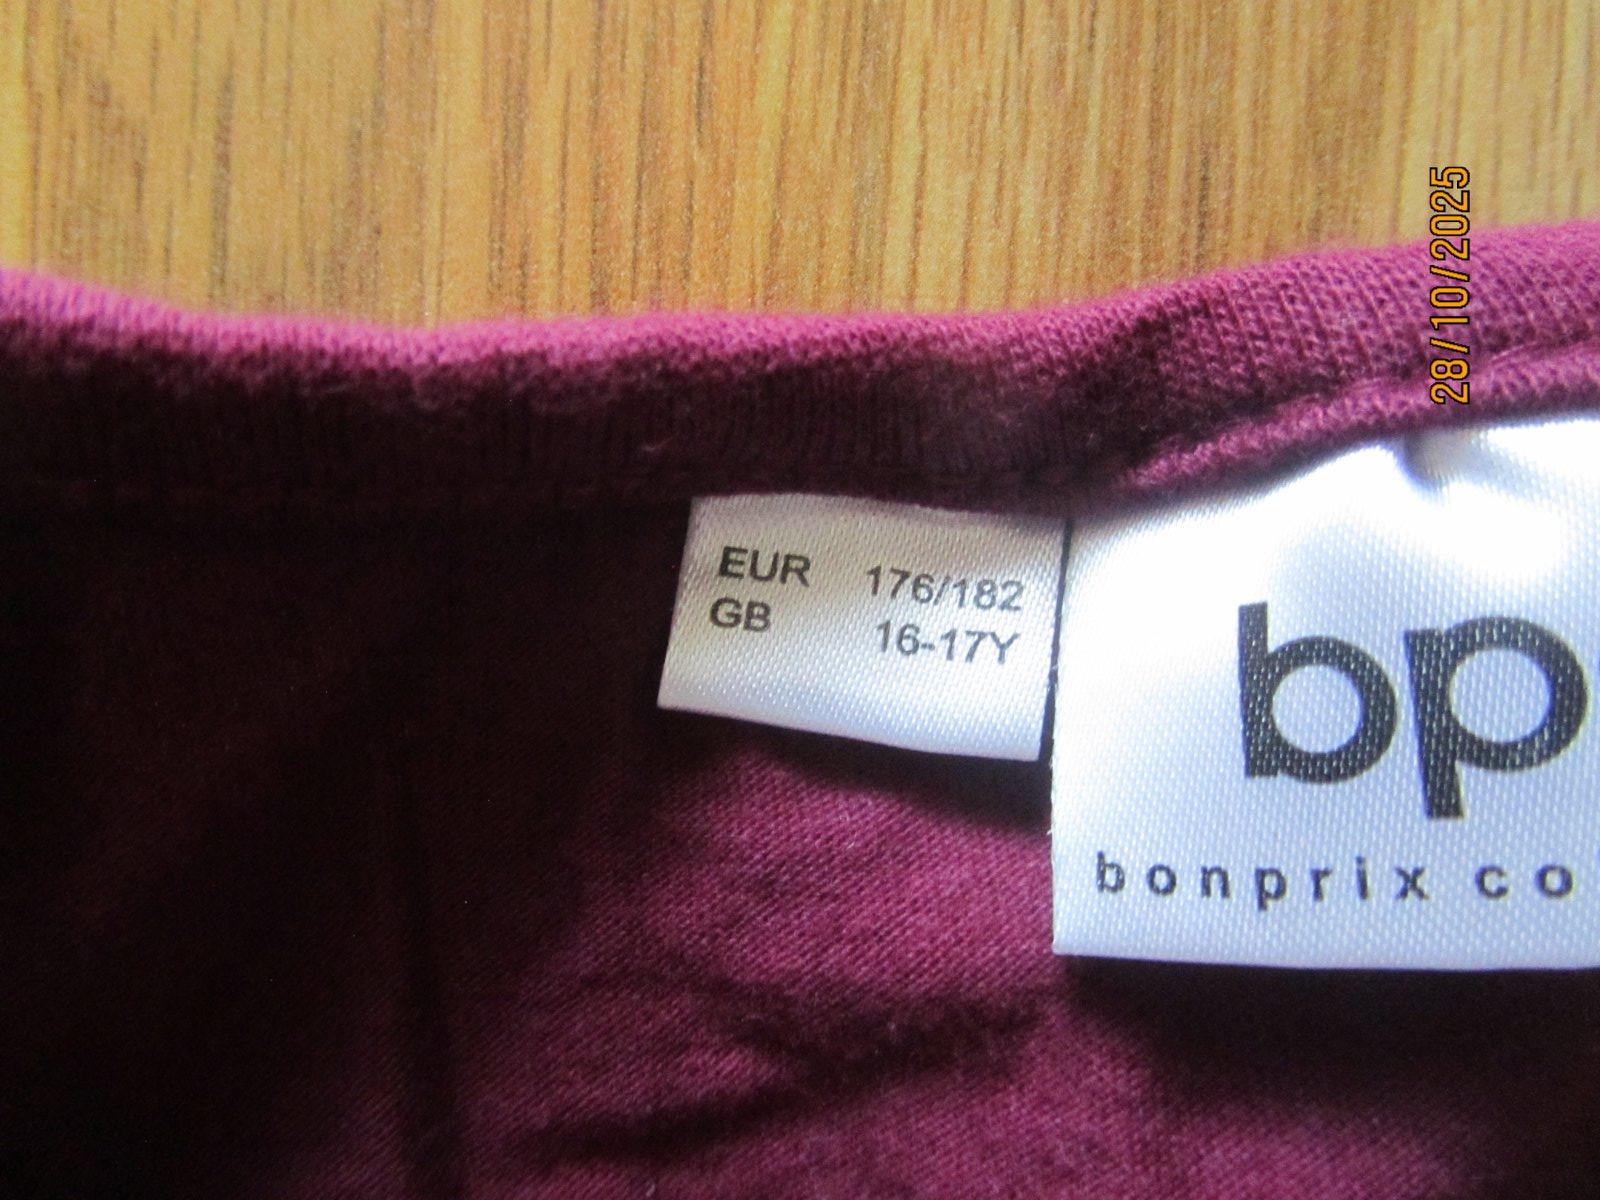 EUR 176/182
GB 16-17Y
bp
bonprix co
28/10/2025